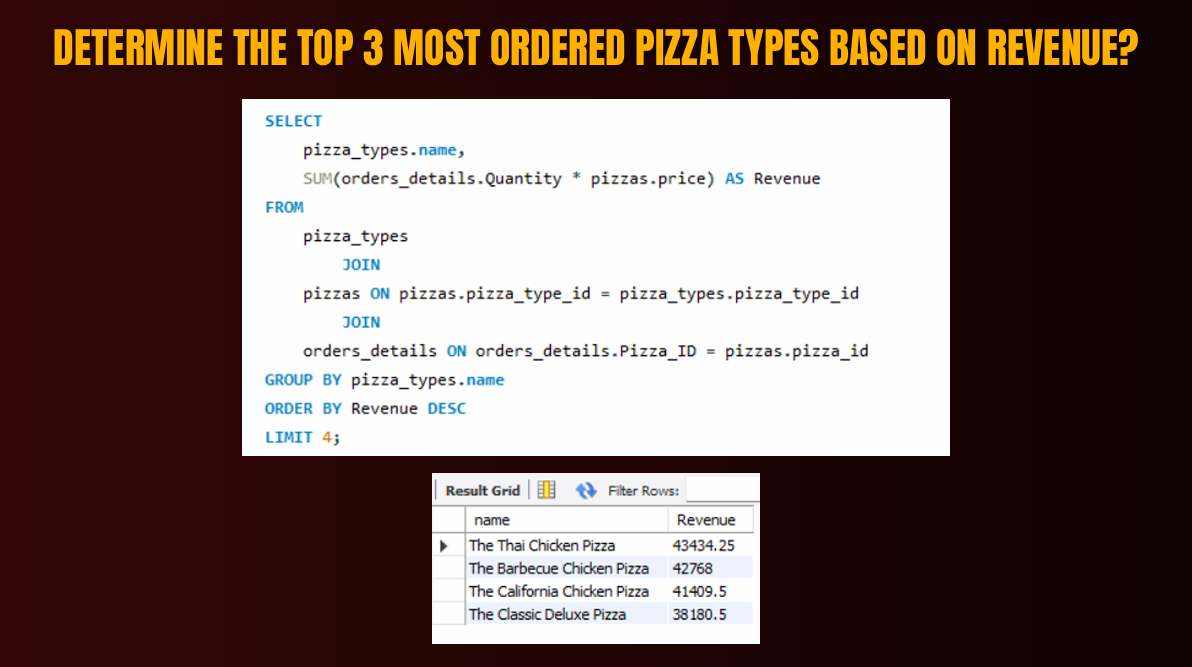 DETERMINE THE TOP 3 MOST ORDERED PIZZA TYPES BASED ON REVENUE?
SELECT
pizza_types.name,
SUM(orders_details.Quantity * pizzas.price) AS Revenue
FROM
pizza_types
JOIN
pizzas ON pizzas.pizza_type_id = pizza_types.pizza_type_id
JOIN
orders_details ON orders_details.Pizza_ID = pizzas.pizza_id
GROUP BY pizza_types.name
ORDER BY Revenue DESC
LIMIT 4;
Result Grid Filter Rows:
name Revenue
The Thai Chicken Pizza 43434.25
The Barbecue Chicken Pizza 42768
The California Chicken Pizza 41409.5
The Classic Deluxe Pizza 38180.5